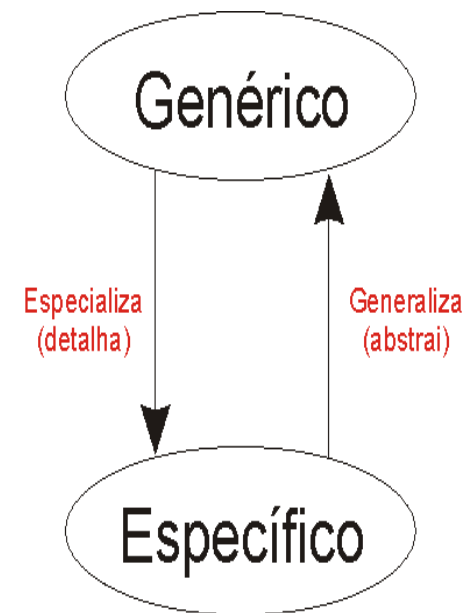 Genérico
Especializa
(detalha)
Generaliza
(abstrai)
Específico